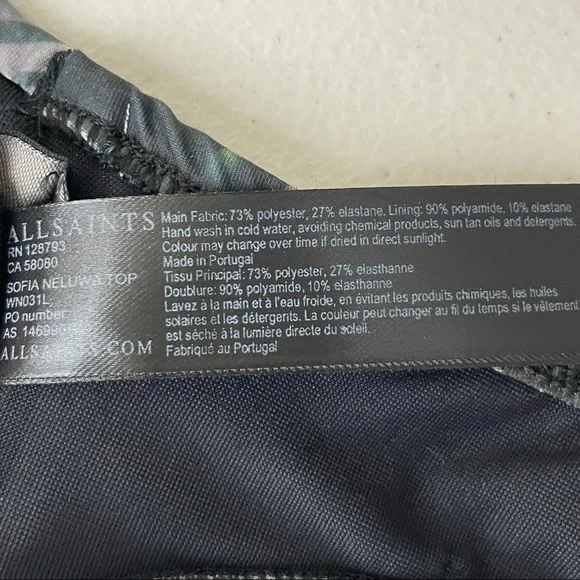 ALLSAINTS
RN 128793
CA 58080
SOFIA NELUWA TOP
WN031L,
PO number
AS
ALLSAINTS.COM
Main Fabric: 73% polyester, 27% elastane. Lining: 90% polyamide, 10% elastane
Hand wash in cold water, avoiding chemical products, sun tan oils and detergents.
Colour may change over time if dried in direct sunlight.
Made in Portugal
Tissu Principal: 73% polyester, 27% élasthanne
Doublure: 90% polyamide, 10% élasthanne
Lavez à la main et à l'eau froide, en évitant les produits chimiques, les huiles
solaires et les détergents. La couleur peut changer au fil du temps si le vêtement
est séché à la lumière directe du soleil.
Fabriqué au Portugal